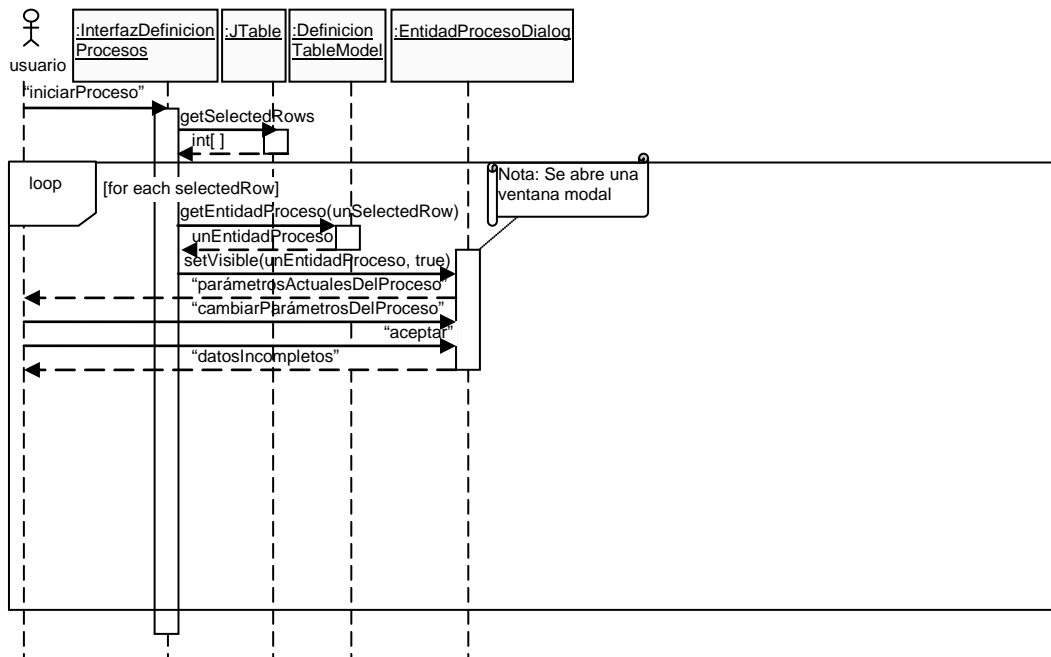 :InterfazDefinicion
Procesos
:JTable
:Definicion
TableModel
:EntidadProcesoDialog
usuario
“iniciarProceso”
getSelectedRows
int[ ]
loop
[for each selectedRow]
Nota: Se abre una
ventana modal
getEntidadProceso(unSelectedRow)
unEntidadProceso
setVisible(unEntidadProceso, true)
“parámetrosActualesDelProceso”
“cambiarParámetrosDelProceso”
“aceptar”
“datosIncompletos”